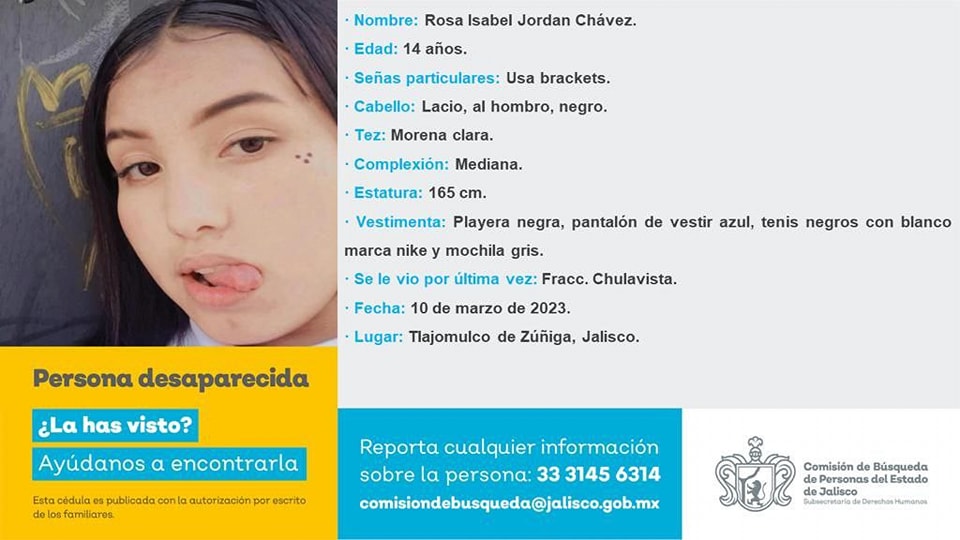 · Nombre: Rosa Isabel Jordan Chávez.
· Edad: 14 años.
· Señas particulares: Usa brackets.
· Cabello: Lacio, al hombro, negro.
· Tez: Morena clara.
· Complexión: Mediana.
· Estatura: 165 cm.
· Vestimenta: Playera negra, pantalón de vestir azul, tenis negros con blanco
marca nike y mochila gris.
· Se le vio por última vez: Fracc. Chulavista.
· Fecha: 10 de marzo de 2023.
· Lugar: Tlajomulco de Zúñiga, Jalisco.
Persona desaparecida
¿La has visto?
Ayúdanos a encontrarla
Esta cédula es publicada con la autorización por escrito
de los familiares.
Reporta cualquier información
sobre la persona: 33 3145 6314
comisiondebusqueda@jalisco.gob.mx
Comisión de Búsqueda
de Personas del Estado
de Jalisco
Subsecretaría de Derechos Humanos